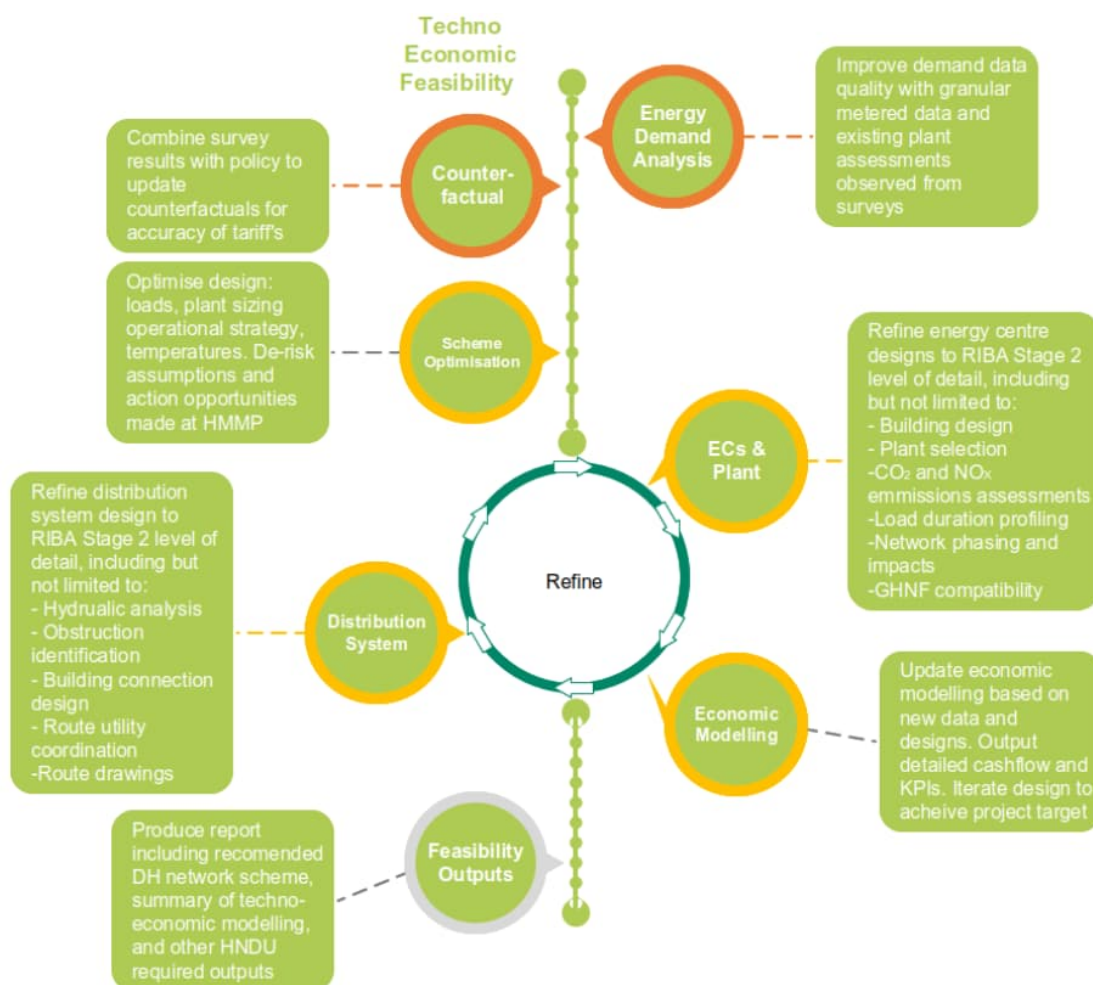 Techno
Economic
Feasibility
Energy
Demand
Analysis
Improve demand data
quality with granular
metered data and
existing plant
assessments
observed from
surveys
Combine survey
results with policy to
update
counterfactuals for
accuracy of tariff's
Counter-
factual
Optimise design:
loads, plant sizing
operational strategy,
temperatures. De-risk
assumptions and
action opportunities
made at HMMP
Scheme
Optimisation
ECs &
Plant
Refine energy centre
designs to RIBA Stage 2
level of detail, including
but not limited to:
- Building design
- Plant selection
-CO₂ and NOₓ
emmissions assessments
-Load duration profiling
-Network phasing and
impacts
-GHNF compatibility
Refine
Refine distribution
system design to
RIBA Stage 2 level of
detail, including but
not limited to:
- Hydrualic analysis
- Obstruction
identification
- Building connection
design
- Route utility
coordination
-Route drawings
Distribution
System
Economic
Modelling
Update economic
modelling based on
new data and
designs. Output
detailed cashflow and
KPIs. Iterate design to
acheive project target
Produce report
including recomended
DH network scheme,
summary of techno-
economic modelling,
and other HNDU
required outputs
Feasibility
Outputs